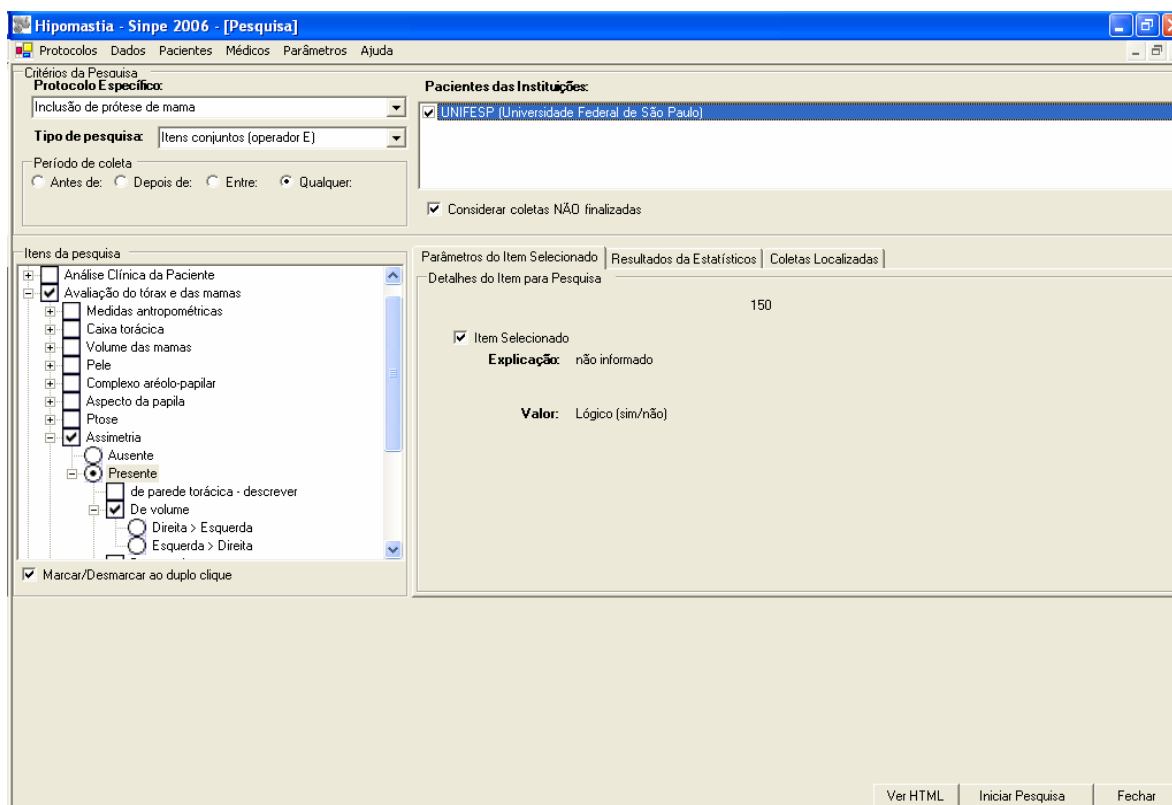 Hipomastia - Sinpe 2006 - [Pesquisa]
Protocolos Dados Pacientes Médicos Parâmetros Ajuda
Critérios da Pesquisa
Protocolo Específico:
Inclusão de prótese de mama
Tipo de pesquisa: Itens conjuntos (operador E)
Período de coleta
Antes de: Depois de: Entre: Qualquer:
Pacientes das Instituições:
UNIFESP (Universidade Federal de São Paulo)
Considerar coletas NÃO finalizadas
Itens da pesquisa
Análise Clínica da Paciente
Avaliação do tórax e das mamas
Medidas antropométricas
Caixa torácica
Volume das mamas
Pele
Complexo aréolo-papilar
Aspecto da papila
Ptose
Assimetria
Ausente
Presente
de parede torácica - descrever
De volume
Direita > Esquerda
Esquerda > Direita
Marcar/Desmarcar ao duplo clique
Parâmetros do Item Selecionado Resultados da Estatísticos Coletas Localizadas
Detalhes do Item para Pesquisa
150
Item Selecionado
Explicação: não informado
Valor: Lógico (sim/não)
Ver HTML Iniciar Pesquisa Fechar